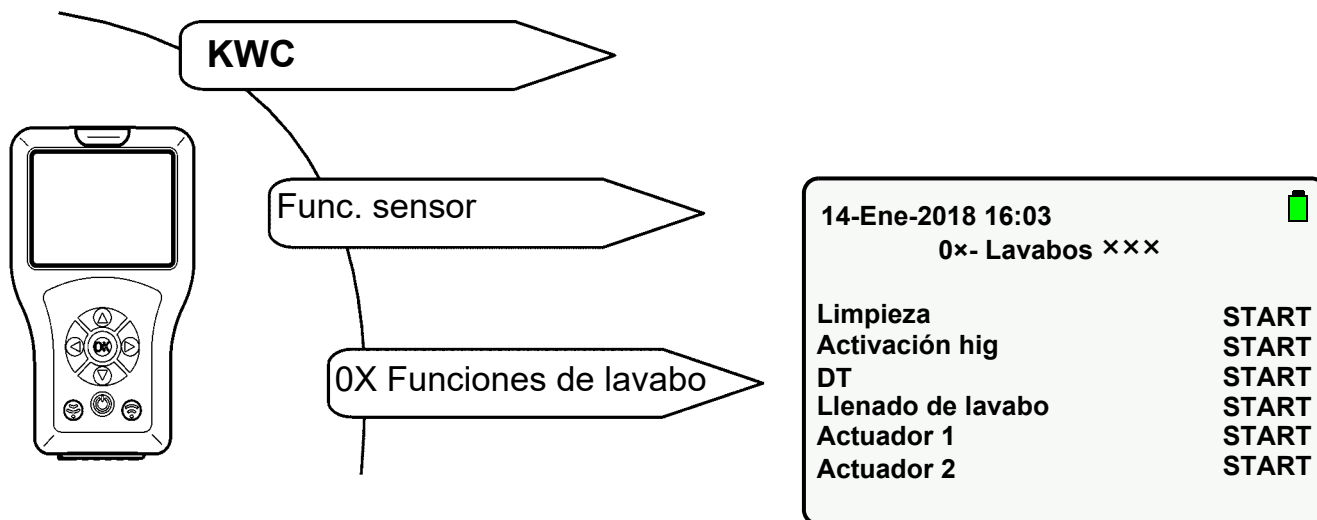 KWC
Func. sensor
0X Funciones de lavabo
OK
14-Ene-2018 16:03
0×- Lavabos ×××
Limpieza START
Activación hig START
DT START
Llenado de lavabo START
Actuador 1 START
Actuador 2 START